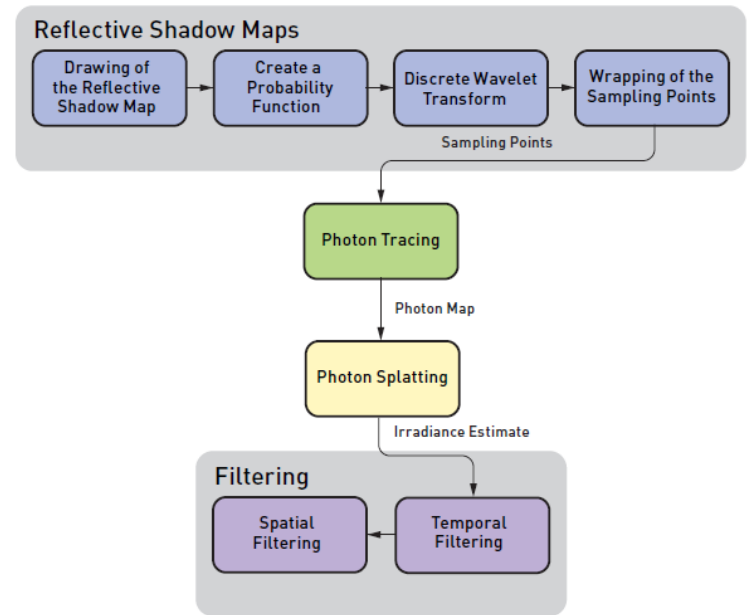 Reflective Shadow Maps
Drawing of
the Reflective
Shadow Map
Create a
Probability
Function
Discrete Wavelet
Transform
Wrapping of the
Sampling Points
Sampling Points
Photon Tracing
Photon Map
Photon Splatting
Irradiance Estimate
Filtering
Spatial
Filtering
Temporal
Filtering